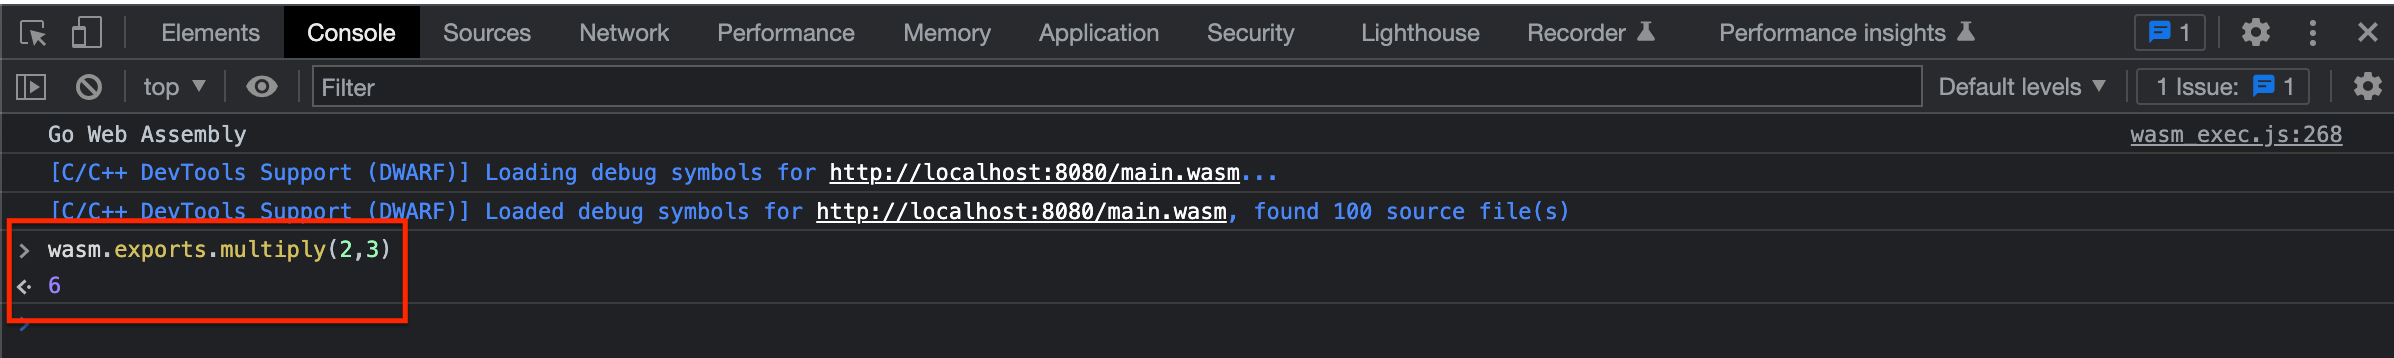 Elements Console Sources Network Performance Memory Application Security Lighthouse Recorder Performance insights 1
top Filter Default levels 1 Issue: 1
Go Web Assembly wasm_exec.js:268
[C/C++ DevTools Support (DWARF)] Loading debug symbols for http://localhost:8080/main.wasm...
[C/C++ DevTools Support (DWARF)] Loaded debug symbols for http://localhost:8080/main.wasm, found 100 source file(s)
wasm.exports.multiply(2,3)
6